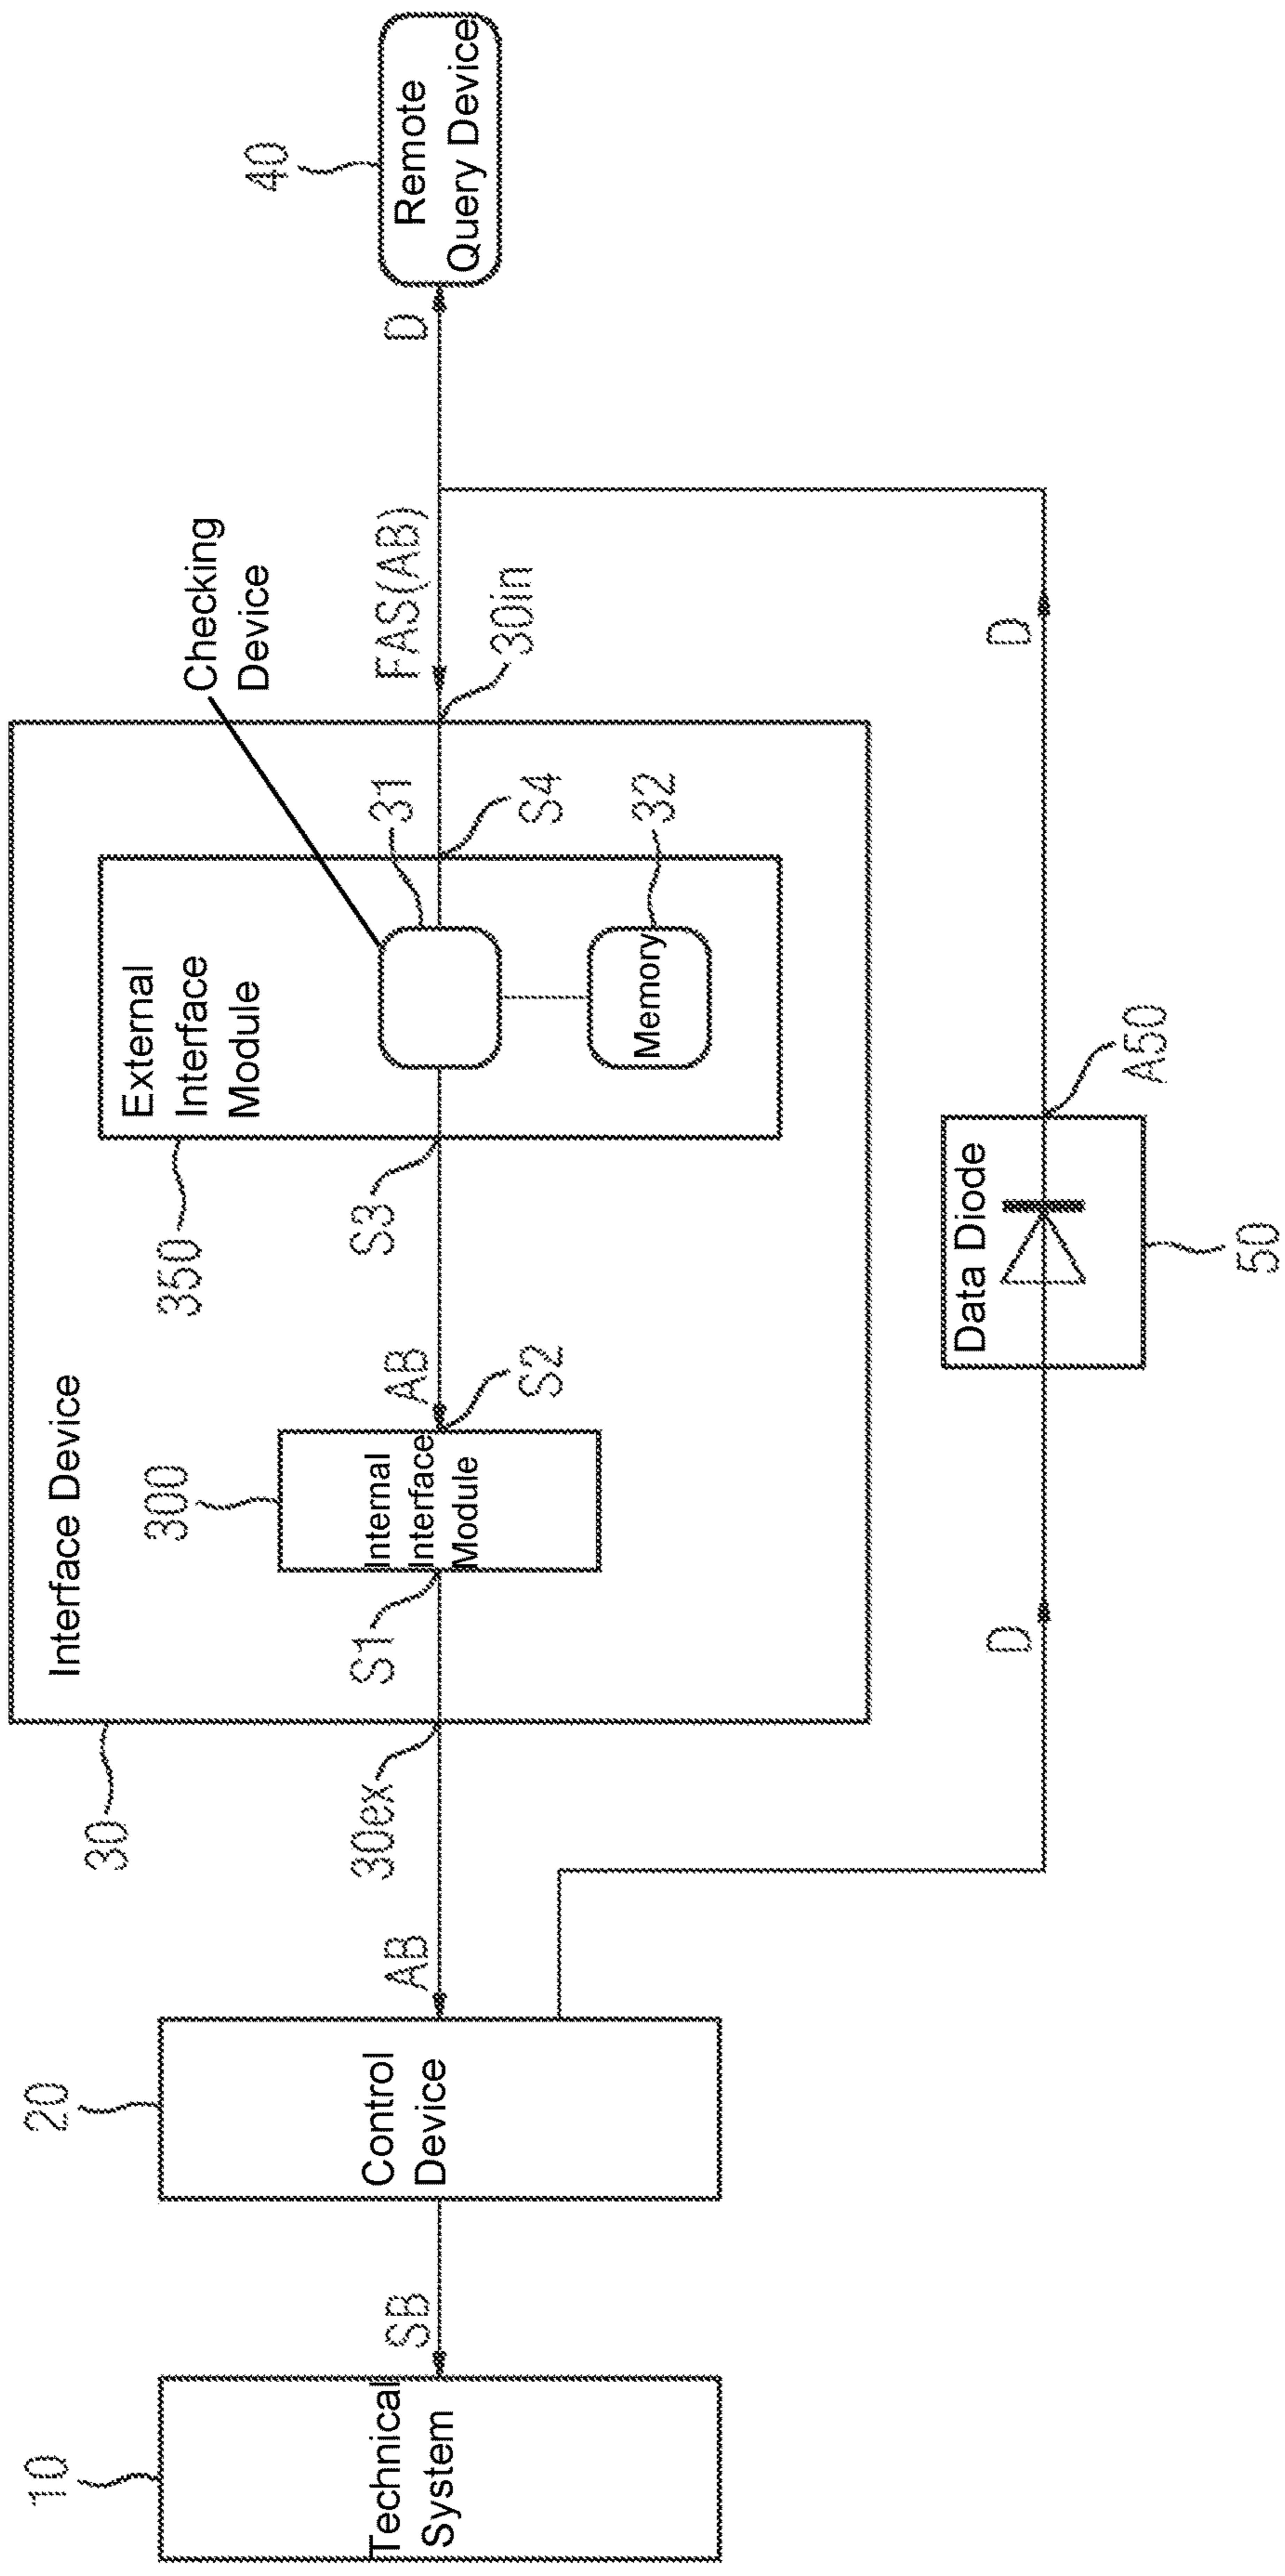 10
Technical
System
SB
20
Control
Device
AB
30ex
30
Interface Device
S1
300
Internal
Interface
Module
S2
AB
S3
350
External
Interface
Module
31
Memory
32
S4
Checking
Device
30in
FAS(AB)
D
40
Remote
Query Device
D
Data Diode
50
A50
D